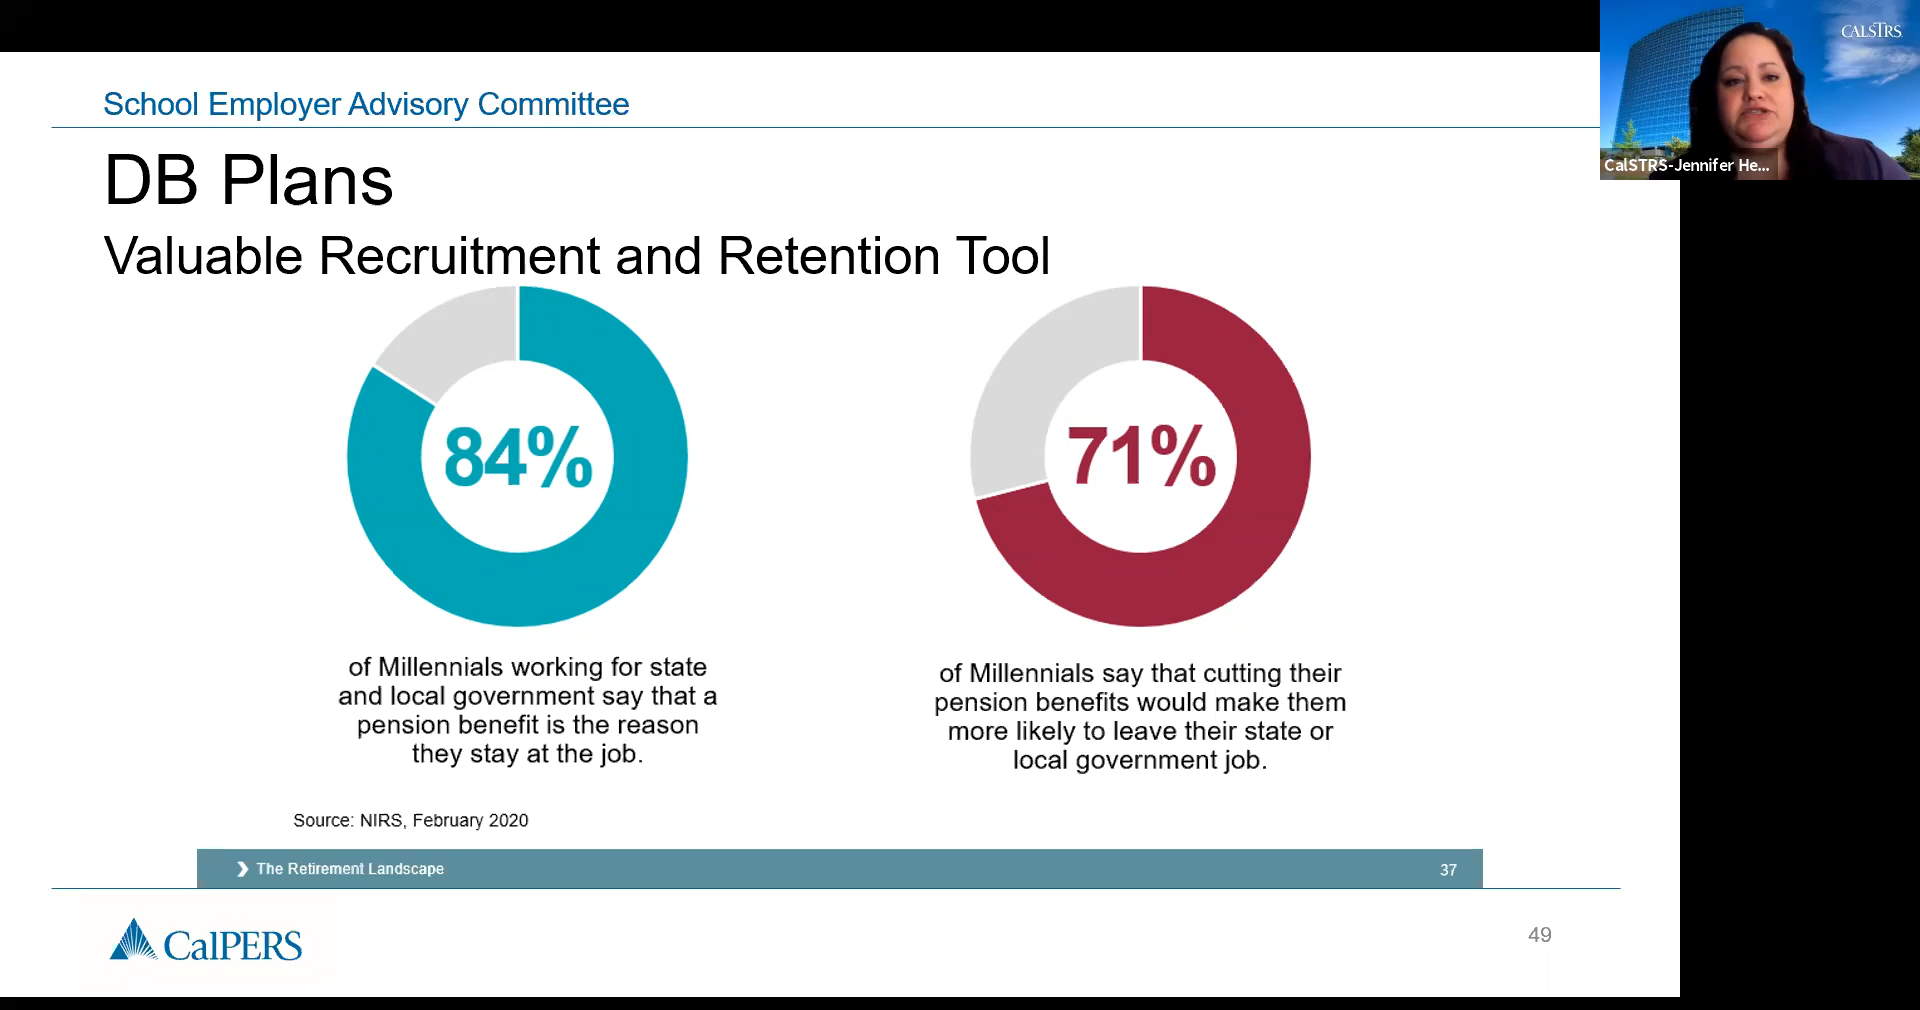 CALSTRS
CalSTRS-Jennifer He...
School Employer Advisory Committee
DB Plans
Valuable Recruitment and Retention Tool
84%
71%
of Millennials working for state
and local government say that a
pension benefit is the reason
they stay at the job.
of Millennials say that cutting their
pension benefits would make them
more likely to leave their state or
local government job.
Source: NIRS, February 2020
The Retirement Landscape
37
CalPERS
49